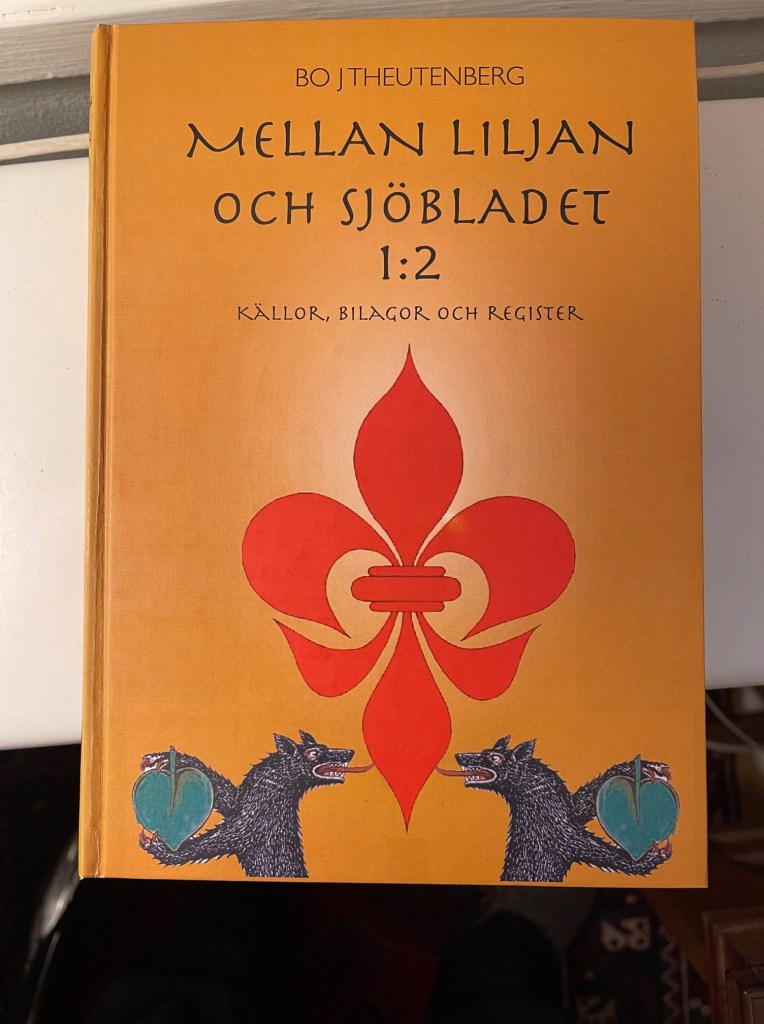 BO J THEUTENBERG
MELLAN LILJAN
OCH SJÖBLADET
1:2
KÄLLOR, BILAGOR OCH REGISTER